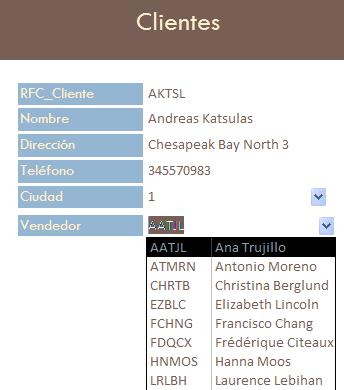 Clientes
RFC_Cliente AKTSL
Nombre Andreas Katsulas
Dirección Chesapeak Bay North 3
Teléfono 345570983
Ciudad 1
Vendedor AATJL
AATJL Ana Trujillo
ATMRN Antonio Moreno
CHRTB Christina Berglund
EZBLC Elizabeth Lincoln
FCHNG Francisco Chang
FDQCX Frédérique Citeaux
HNMOS Hanna Moos
LRLBH Laurence Lebihan